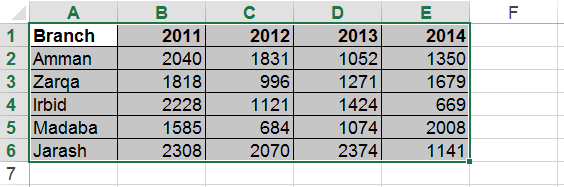 A B C D E F
1 Branch 2011 2012 2013 2014
2 Amman 2040 1831 1052 1350
3 Zarqa 1818 996 1271 1679
4 Irbid 2228 1121 1424 669
5 Madaba 1585 684 1074 2008
6 Jarash 2308 2070 2374 1141
7